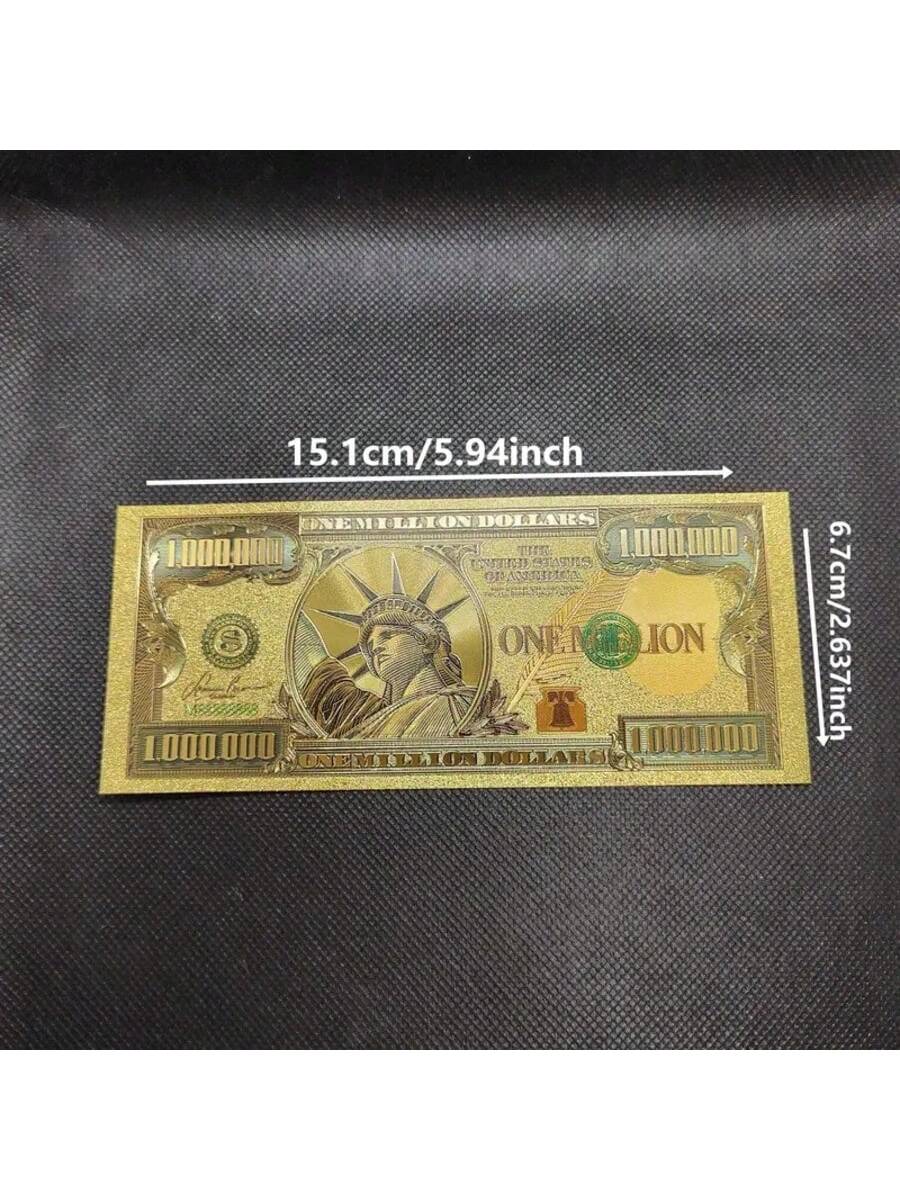 15.1cm/5.94inch
6.7cm/2.637inch
ONE MILLION DOLLARS
1,000,000
1,000,000
THE
UNITED STATES
OF AMERICA
ONE MILLION
1,000,000
1,000,000
ONE MILLION DOLLARS